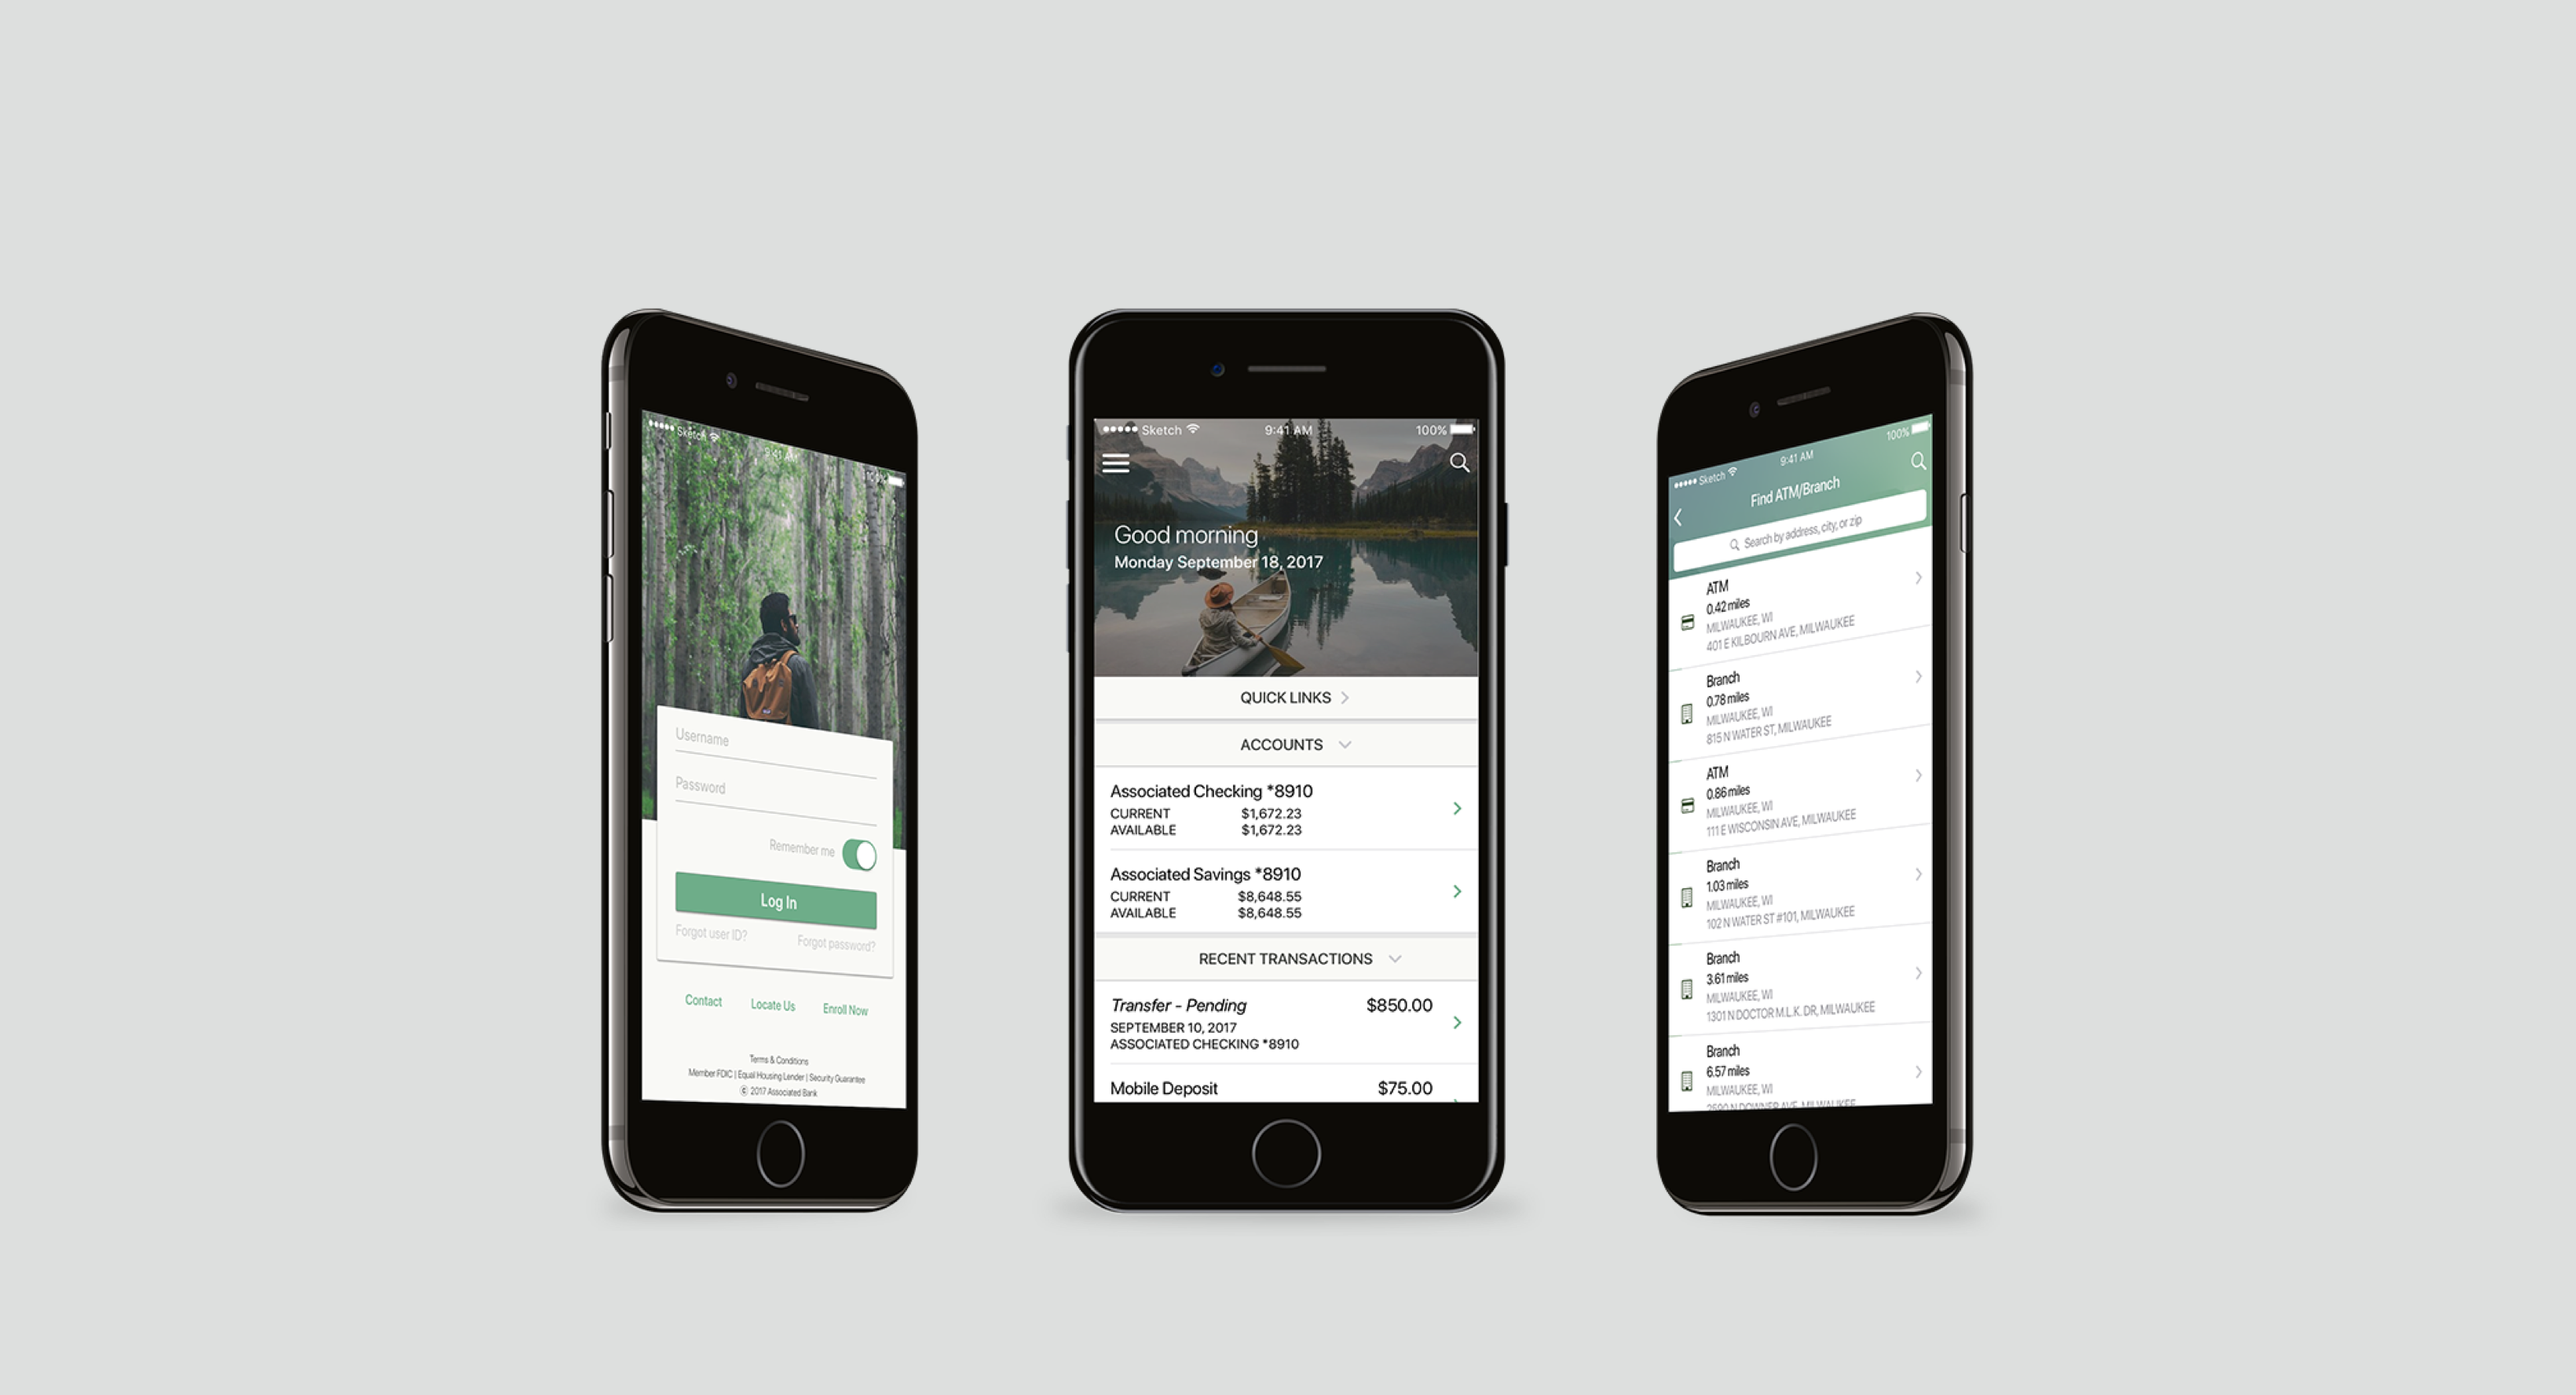 Sketch
9:41 AM
100%
Username
Password
Remember me
Log In
Forgot user ID?
Forgot password?
Contact
Locate Us
Enroll Now
Terms & Conditions
Member FDIC | Equal Housing Lender | Security Guarantee
© 2017 Associated Bank
Sketch
9:41 AM
100%
Good morning
Monday September 18, 2017
QUICK LINKS
ACCOUNTS
Associated Checking *8910
CURRENT $1,672.23
AVAILABLE $1,672.23
Associated Savings *8910
CURRENT $8,648.55
AVAILABLE $8,648.55
RECENT TRANSACTIONS
Transfer - Pending $850.00
SEPTEMBER 10, 2017
ASSOCIATED CHECKING *8910
Mobile Deposit $75.00
Sketch
9:41 AM
100%
Find ATM/Branch
Search by address, city, or zip
ATM
0.42 miles
MILWAUKEE, WI
401 E KILBOURN AVE, MILWAUKEE
Branch
0.78 miles
MILWAUKEE, WI
815 N WATER ST, MILWAUKEE
ATM
0.86 miles
MILWAUKEE, WI
111 E WISCONSIN AVE, MILWAUKEE
Branch
1.03 miles
MILWAUKEE, WI
102 N WATER ST #101, MILWAUKEE
Branch
3.61 miles
MILWAUKEE, WI
1301 N DOCTOR M.L.K. DR, MILWAUKEE
Branch
6.57 miles
MILWAUKEE, WI
N DOWNER AVE, MILWAUKEE